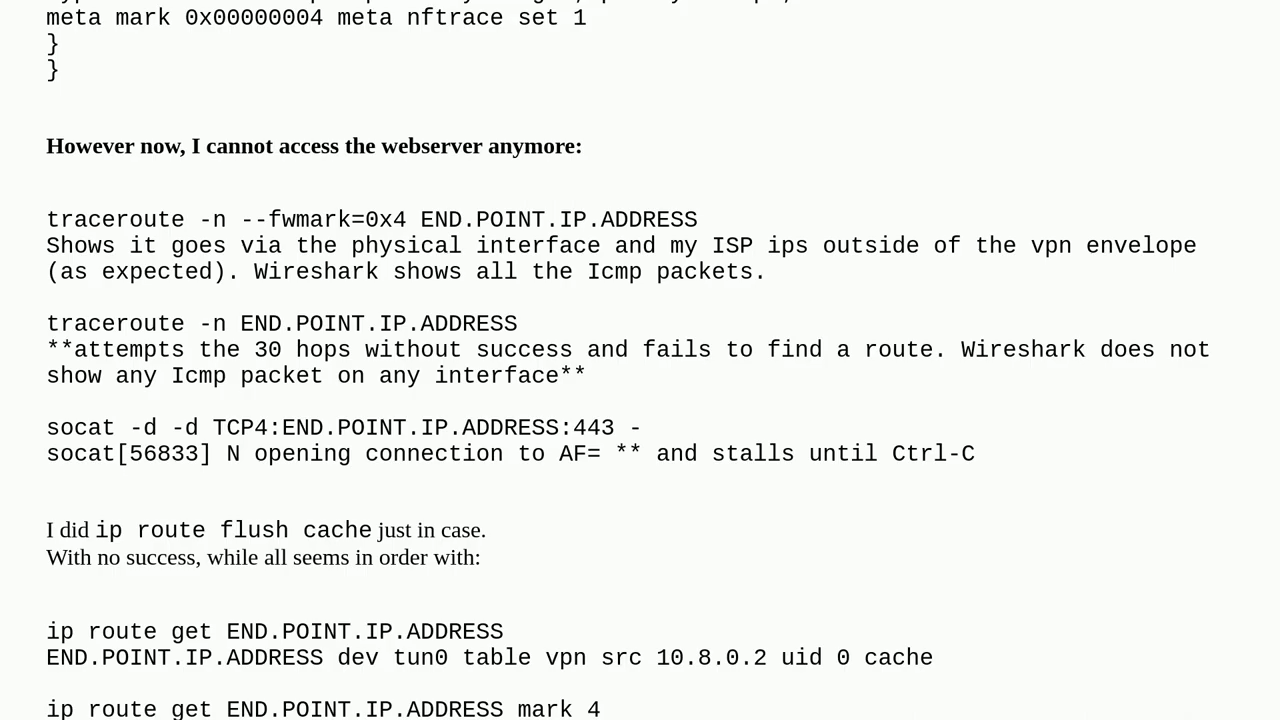 meta mark 0x00000004 meta nftrace set 1
}
}
However now, I cannot access the webserver anymore:
traceroute -n --fwmark=0x4 END.POINT.IP.ADDRESS
Shows it goes via the physical interface and my ISP ips outside of the vpn envelope
(as expected). Wireshark shows all the Icmp packets.
traceroute -n END.POINT.IP.ADDRESS
**attempts the 30 hops without success and fails to find a route. Wireshark does not
show any Icmp packet on any interface**
socat -d -d TCP4:END.POINT.IP.ADDRESS:443 -
socat[56833] N opening connection to AF= ** and stalls until Ctrl-C
I did ip route flush cache just in case.
With no success, while all seems in order with:
ip route get END.POINT.IP.ADDRESS
END.POINT.IP.ADDRESS dev tun0 table vpn src 10.8.0.2 uid 0 cache
ip route get END.POINT.IP.ADDRESS mark 4